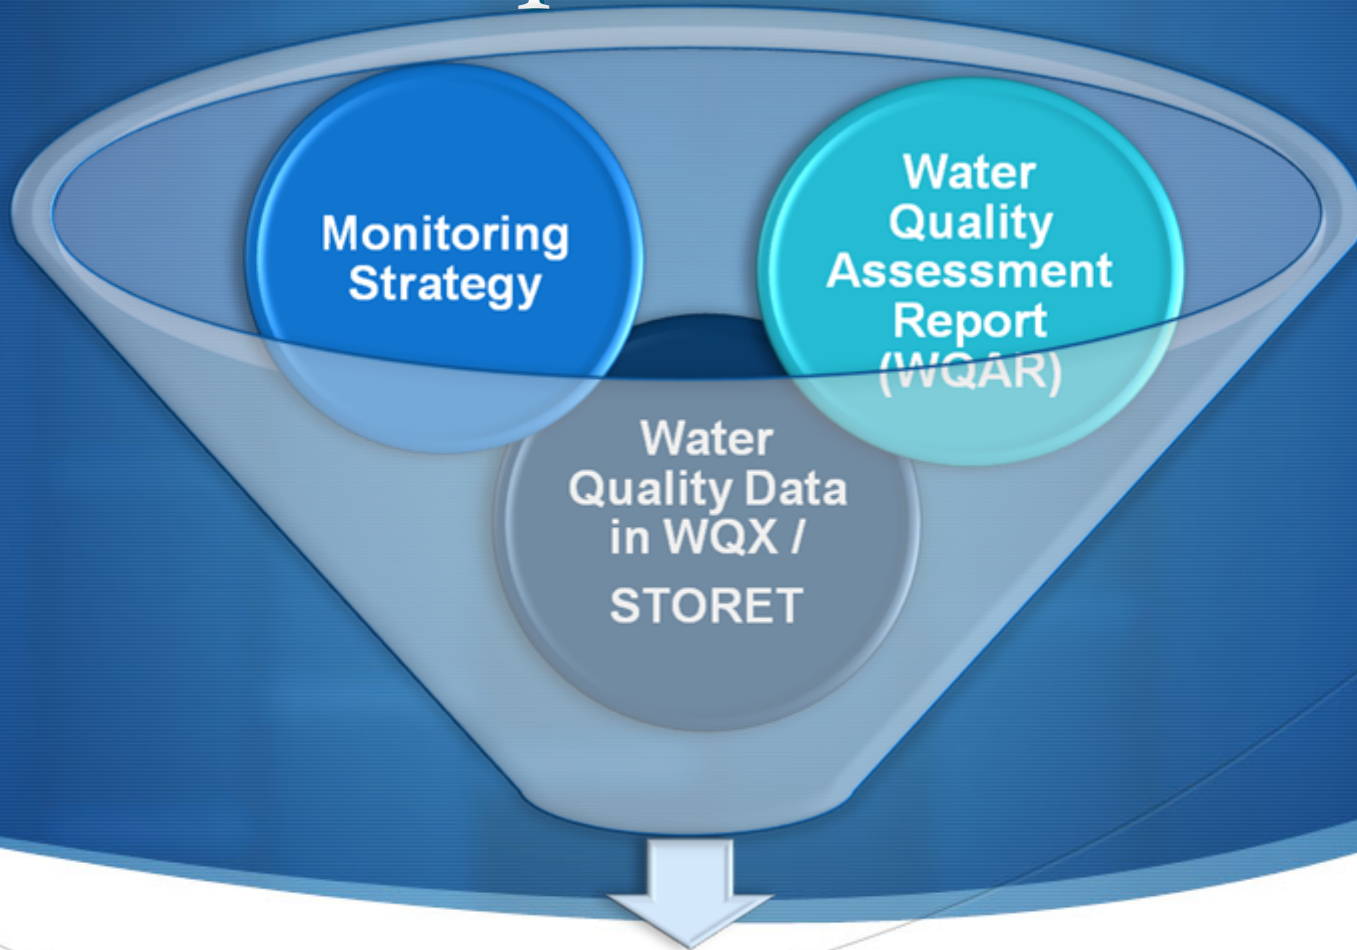 Monitoring
Strategy
Water
Quality
Assessment
Report
(WQAR)
Water
Quality Data
in WQX /
STORET